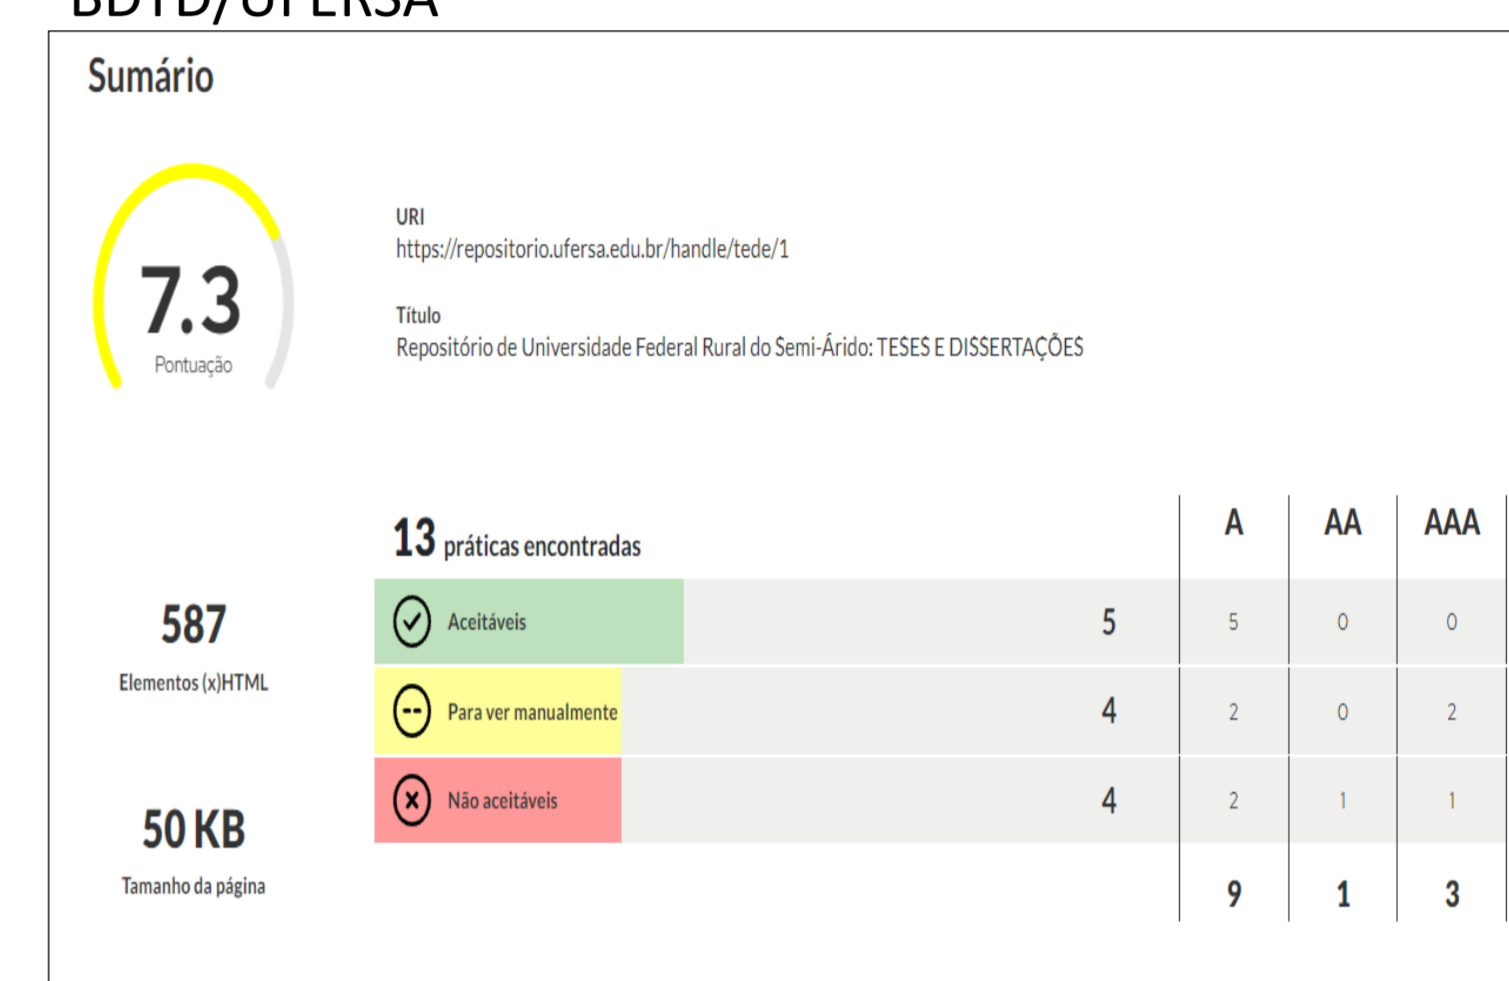 BDTD/UFERSA
Sumário
7.3
Pontuação
URI
https://repositorio.ufersa.edu.br/handle/tede/1
Título
Repositório de Universidade Federal Rural do Semi-Árido: TESES E DISSERTAÇÕES
13 práticas encontradas A AA AAA
Aceitáveis 5 5 0 0
Para ver manualmente 4 2 0 2
Não aceitáveis 4 2 1 1
9 1 3
587
Elementos (x)HTML
50 KB
Tamanho da página